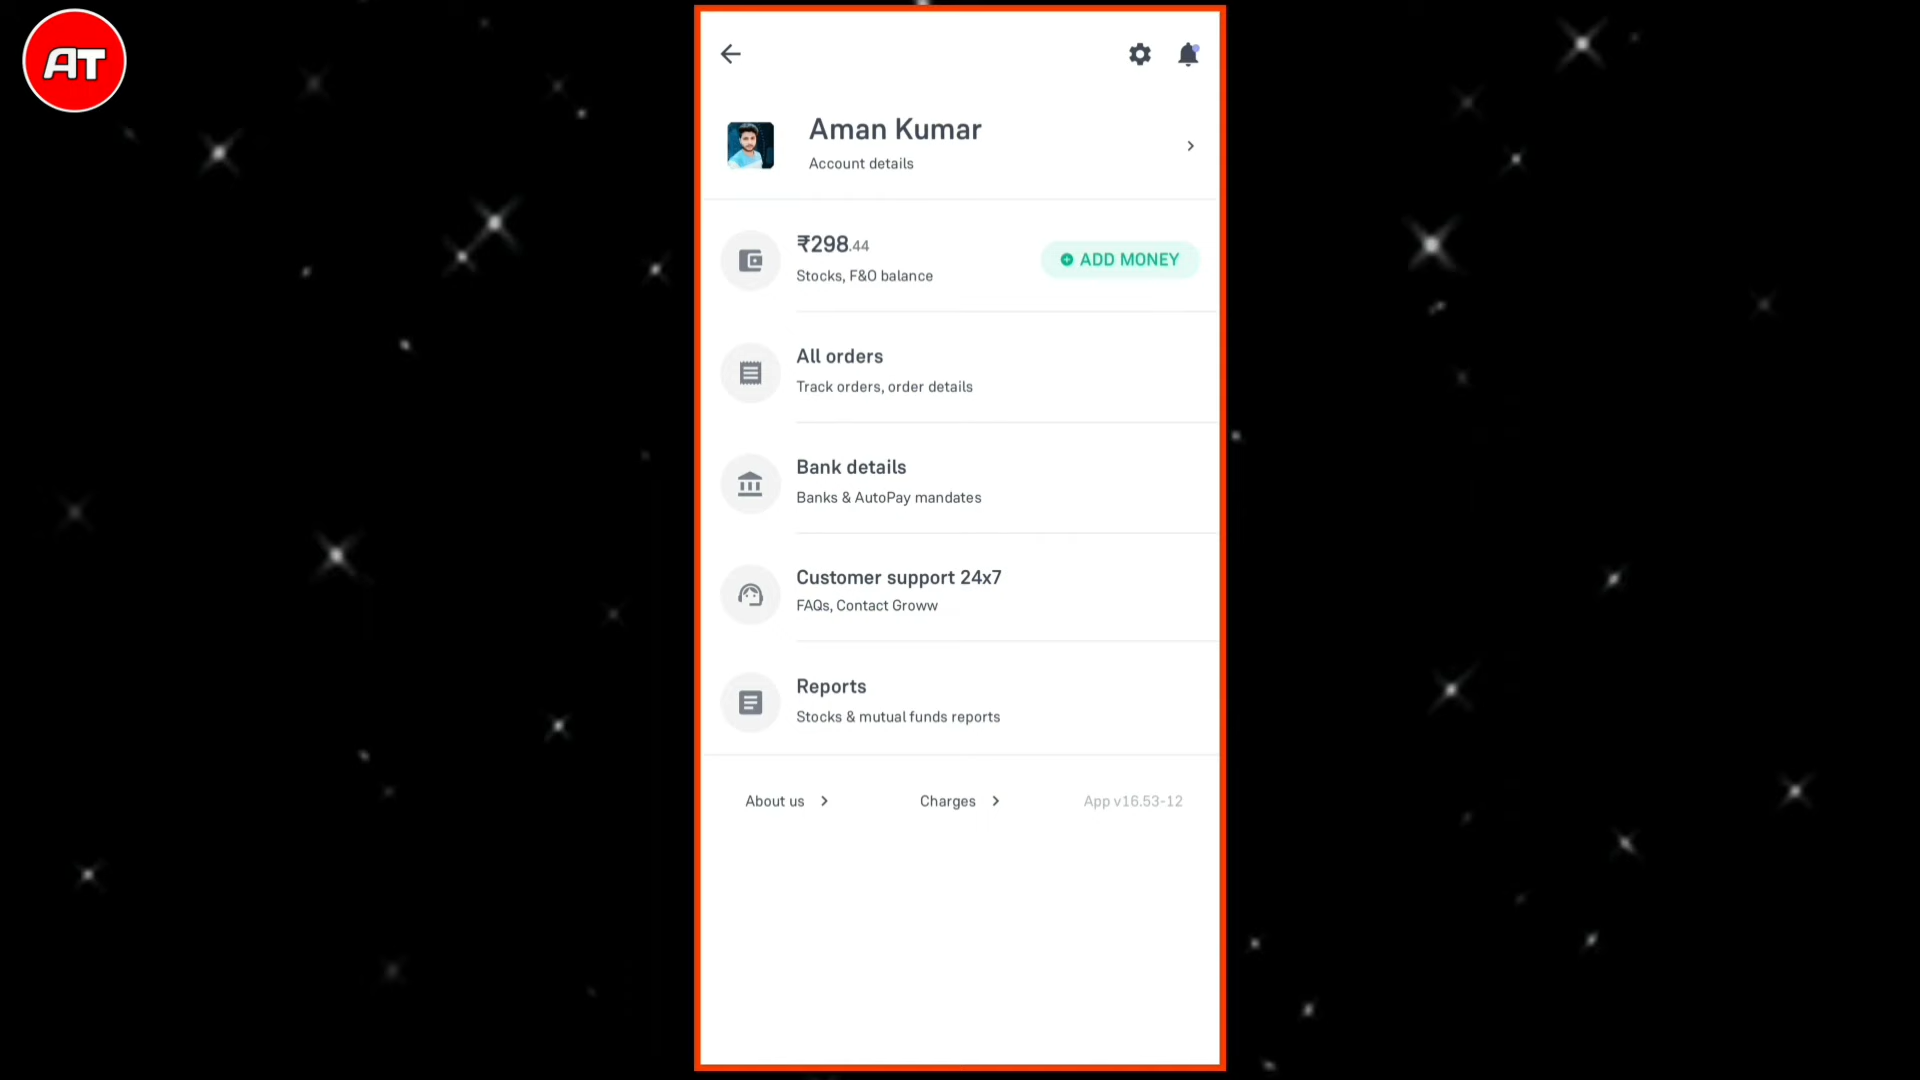 AT
Aman Kumar
Account details
₹298.44
Stocks, F&O balance
ADD MONEY
All orders
Track orders, order details
Bank details
Banks & AutoPay mandates
Customer support 24x7
FAQs, Contact Groww
Reports
Stocks & mutual funds reports
About us
Charges
App v16.53-12